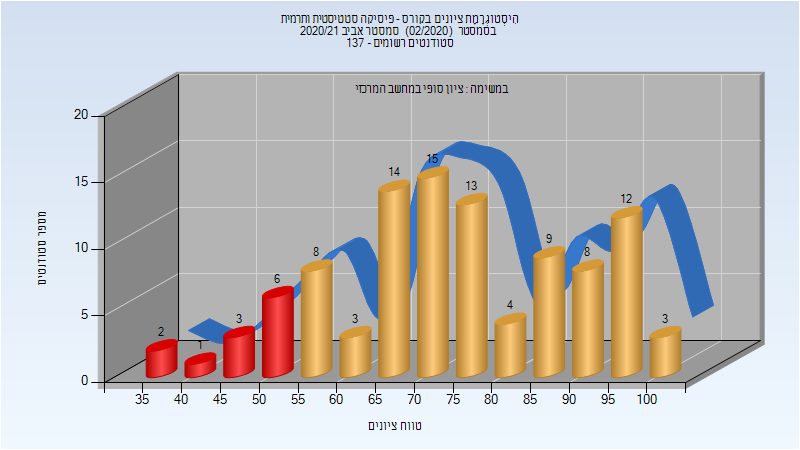 היסטוגרמת ציונים בקורס - פיסיקה סטטיסטית ותרמית
בסמסטר (02/2020) סמסטר אביב 2020/21
סטודנטים רשומים - 137
במשימה : ציון סופי במחשב המרכזי
מספר סטודנטים
20
15
10
5
0
2
1
3
6
8
3
14
15
13
4
9
8
12
3
35 40 45 50 55 60 65 70 75 80 85 90 95 100
טווח ציונים